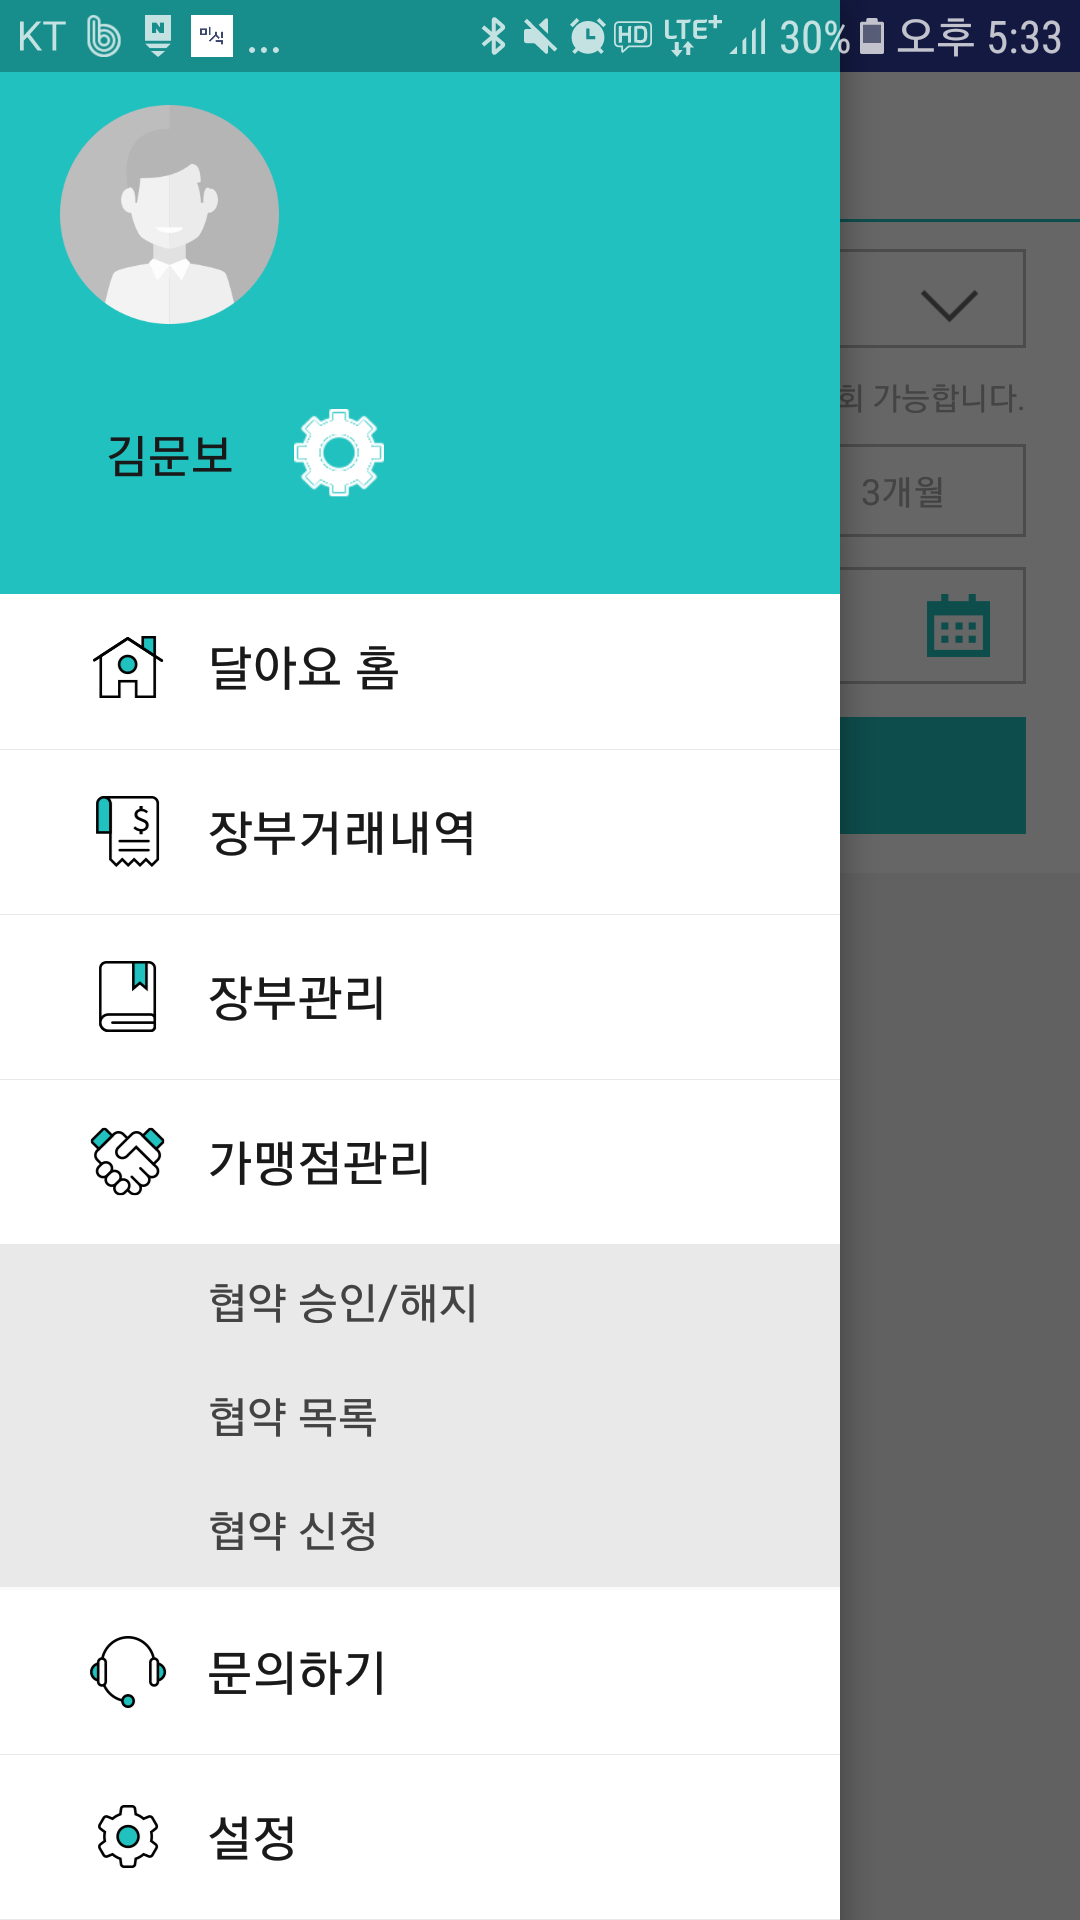 KT
N
미식
...
HD
LTE+
30%
오후 5:33
김문보
회 가능합니다.
3개월
달아요 홈
$
장부거래내역
장부관리
가맹점관리
협약 승인/해지
협약 목록
협약 신청
문의하기
설정